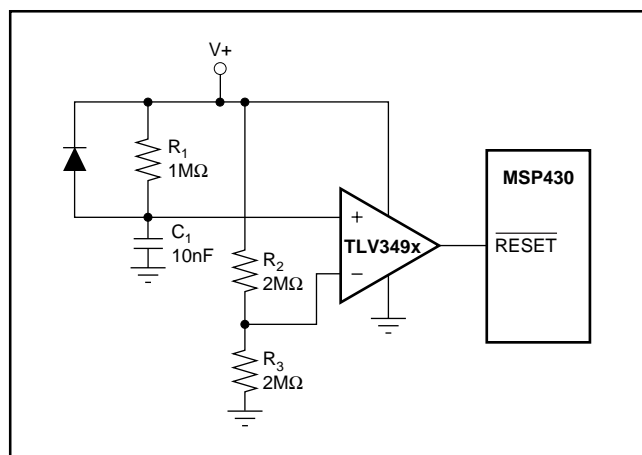 V+
R1
1MΩ
C1
10nF
R2
2MΩ
R3
2MΩ
+
TLV349x
−
MSP430
RESET